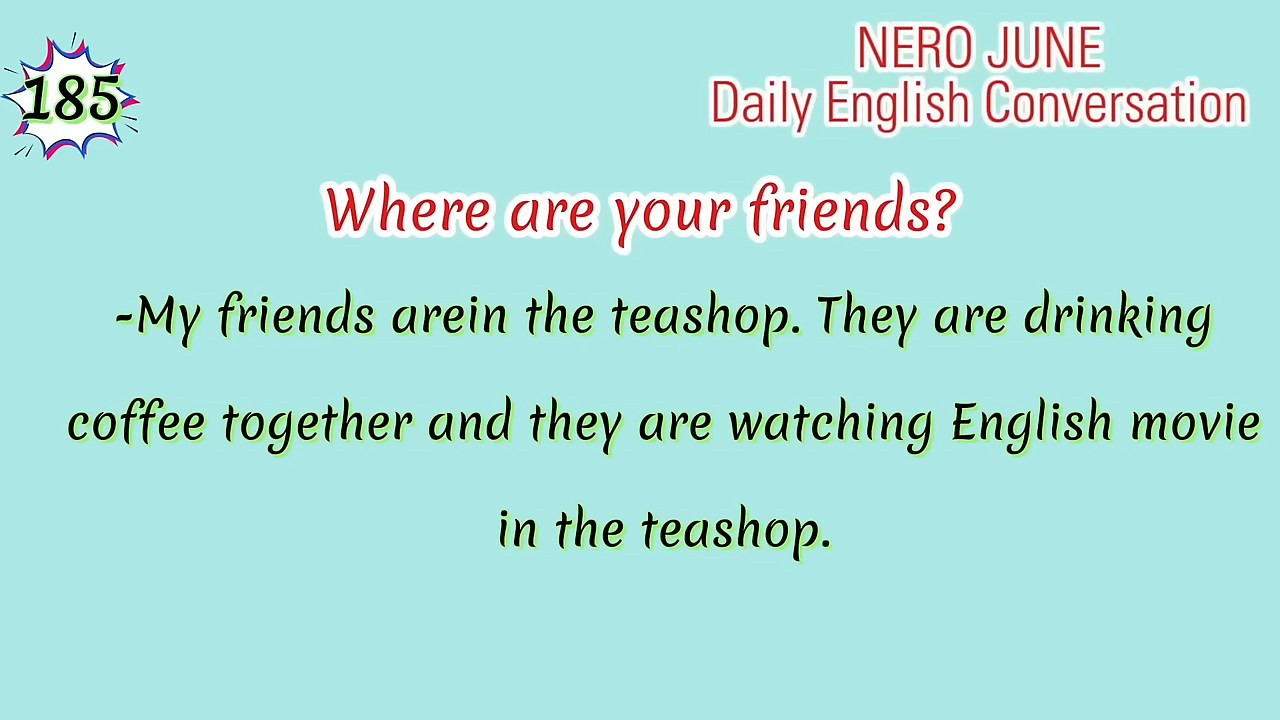 185
NERO JUNE
Daily English Conversation
Where are your friends?
-My friends arein the teashop. They are drinking
coffee together and they are watching English movie
in the teashop.